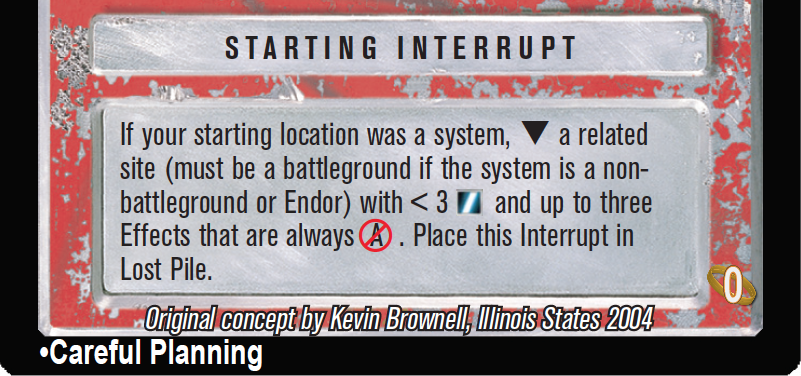 STARTING INTERRUPT
If your starting location was a system, ▼ a related
site (must be a battleground if the system is a non-
battleground or Endor) with < 3 and up to three
Effects that are always A . Place this Interrupt in
Lost Pile.
0
Original concept by Kevin Brownell, Illinois States 2004
•Careful Planning